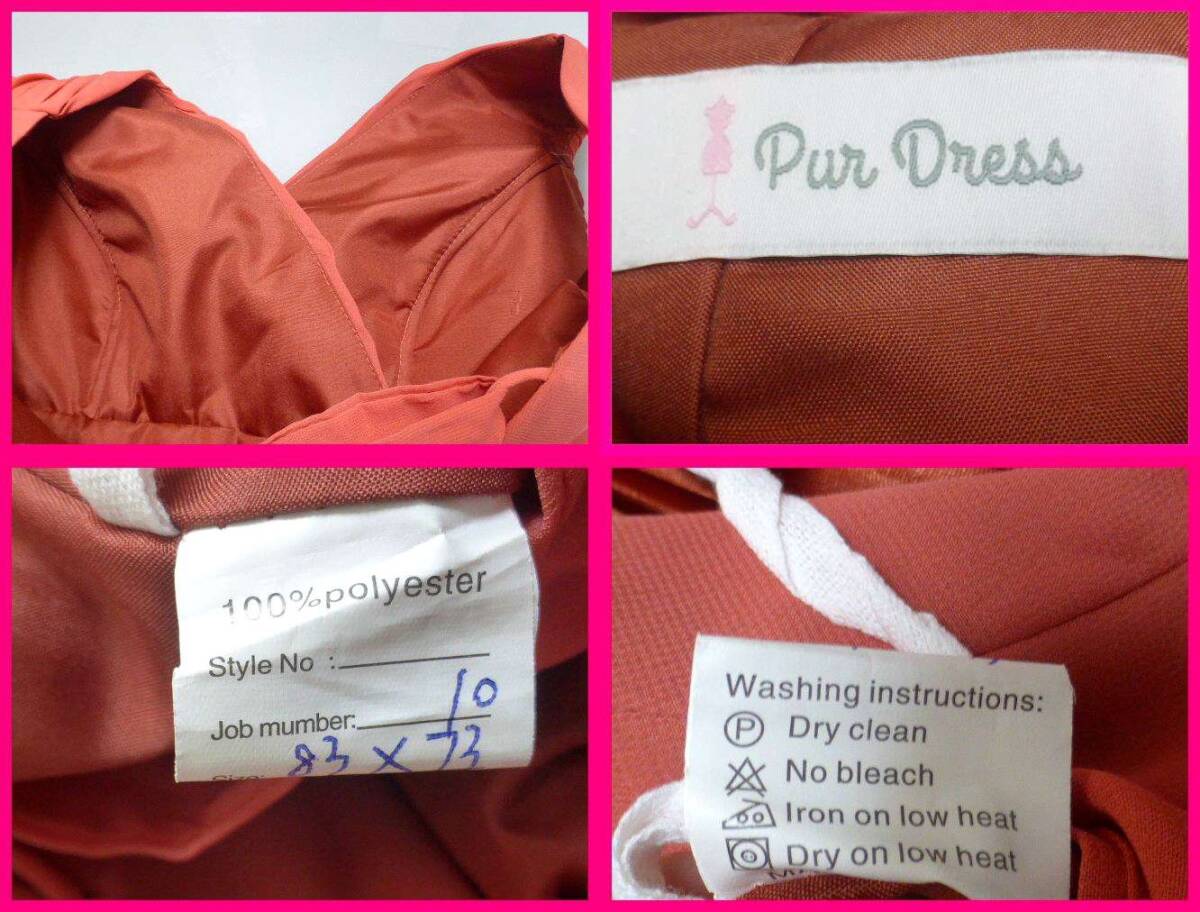 Pur Dress
100%polyester
Style No :
Job mumber: 10
Size: 83 x 73
Washing instructions:
P Dry clean
No bleach
Iron on low heat
Dry on low heat